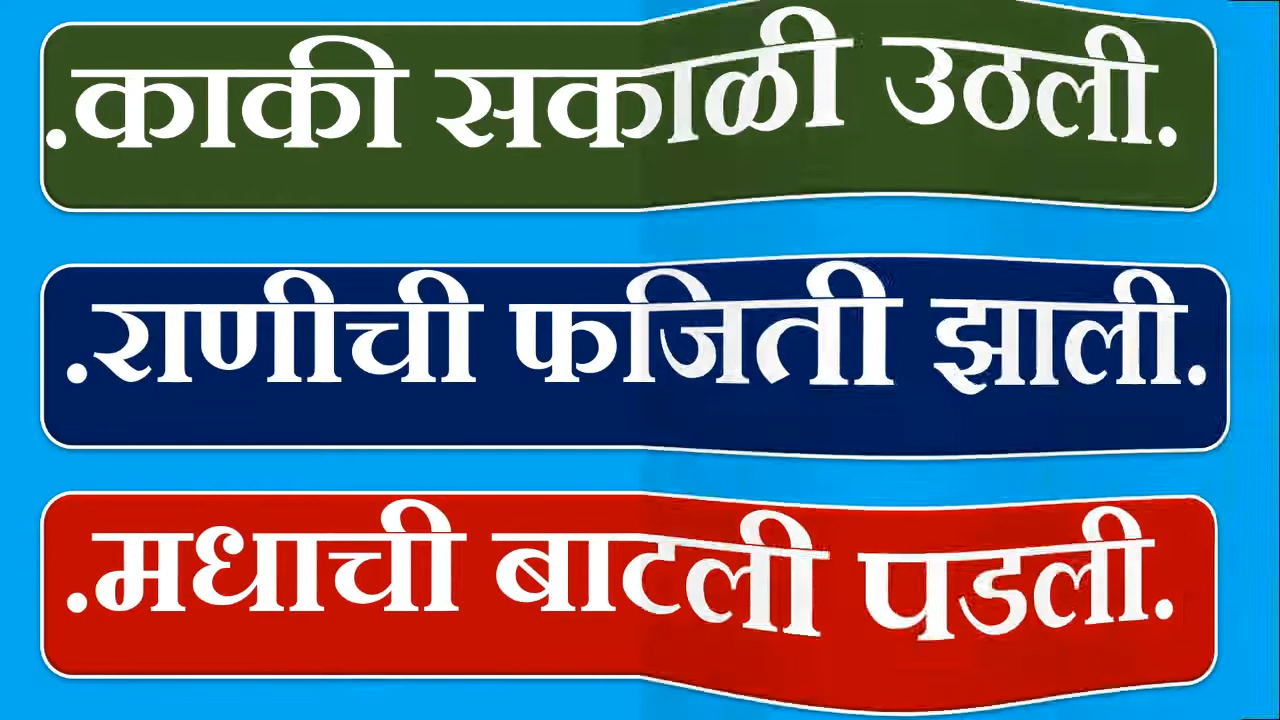 .काकी सकाळी उठली.
.राणीची फजिती झाली.
.मधाची बाटली पडली.